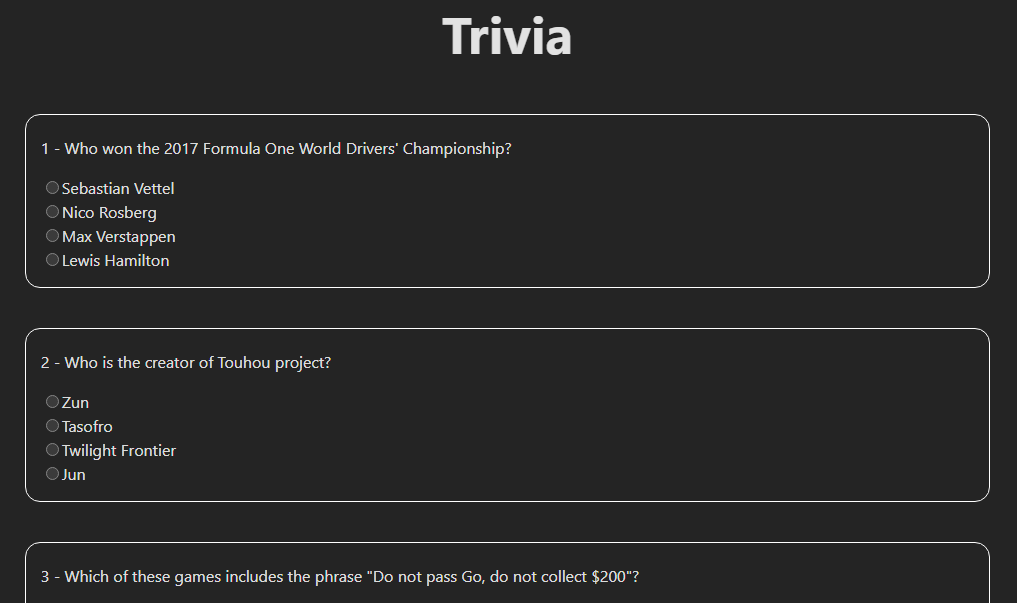 Trivia
1 - Who won the 2017 Formula One World Drivers' Championship?
Sebastian Vettel
Nico Rosberg
Max Verstappen
Lewis Hamilton
2 - Who is the creator of Touhou project?
Zun
Tasofro
Twilight Frontier
Jun
3 - Which of these games includes the phrase "Do not pass Go, do not collect $200"?